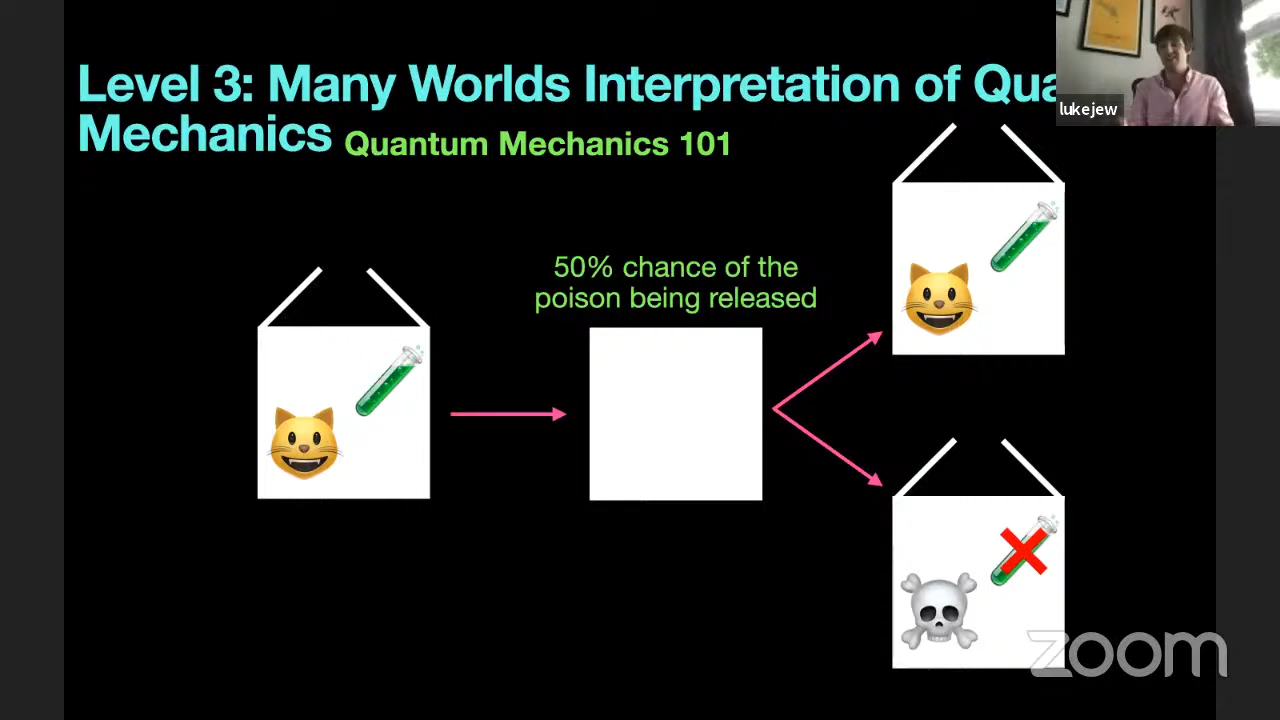 Level 3: Many Worlds Interpretation of Qua
Mechanics Quantum Mechanics 101
lukejew
50% chance of the
poison being released
zoom